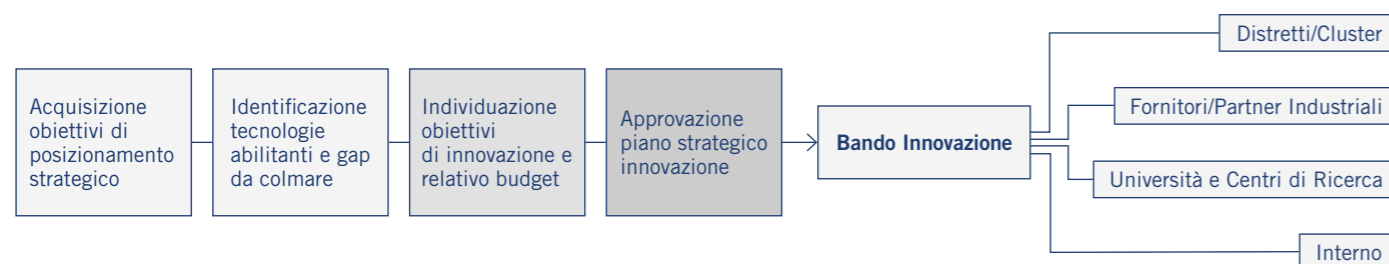 Acquisizione
obiettivi di
posizionamento
strategico
Identificazione
tecnologie
abilitanti e gap
da colmare
Individuazione
obiettivi
di innovazione e
relativo budget
Approvazione
piano strategico
innovazione
Bando Innovazione
Distretti/Cluster
Fornitori/Partner Industriali
Università e Centri di Ricerca
Interno